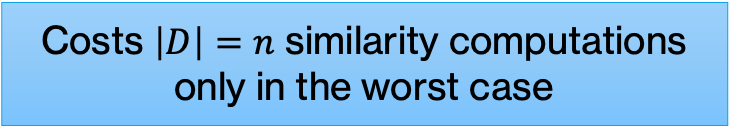 Costs |D| = n similarity computations
only in the worst case